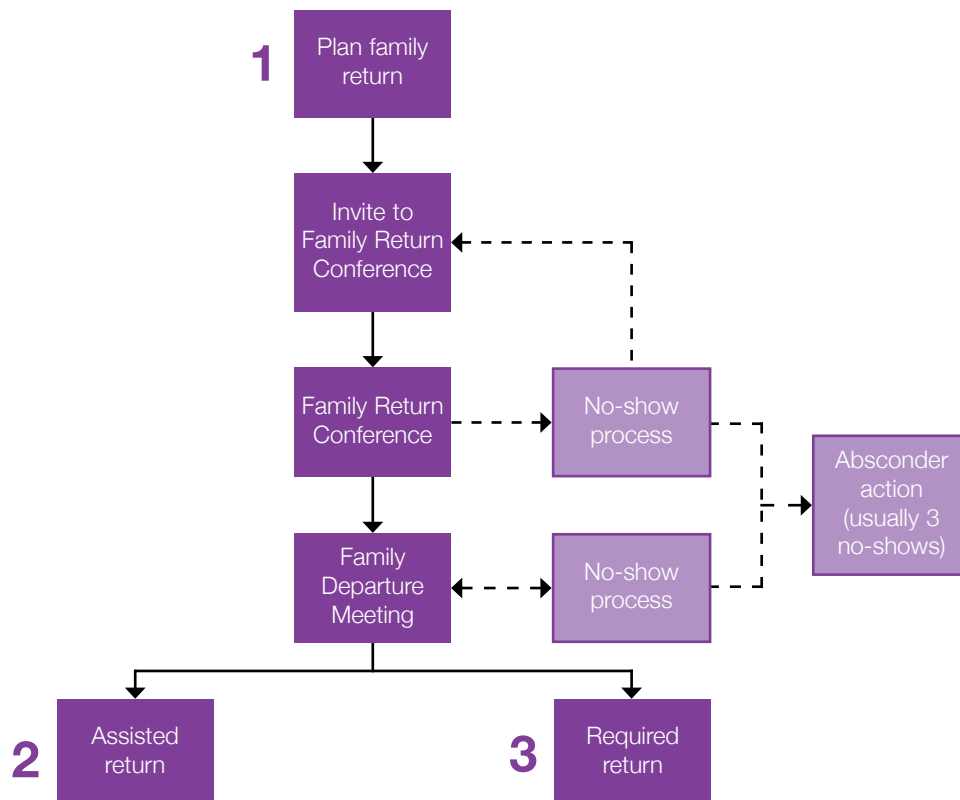 1
Plan family
return
Invite to
Family Return
Conference
Family Return
Conference
No-show
process
Absconder
action
(usually 3
no-shows)
Family
Departure
Meeting
No-show
process
2
Assisted
return
3
Required
return